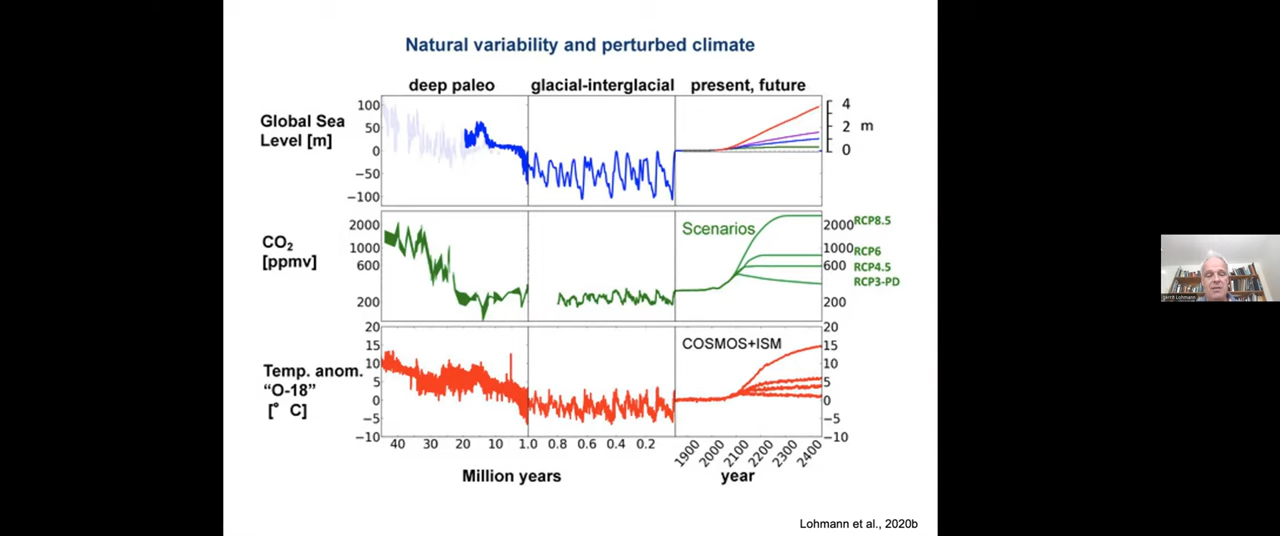 Natural variability and perturbed climate
deep paleo glacial-interglacial present, future
Global Sea
Level [m]
100
50
0
−50
−100
4
2 m
0
CO2
[ppmv]
2000
1000
600
200
Scenarios
2000 RCP8.5
1000 RCP6
600 RCP4.5
RCP3-PD
200
Temp. anom.
“O-18”
[° C]
20
15
10
5
0
−5
−10
COSMOS+ISM
20
15
10
5
0
−5
−10
40 30 20 10 1.0 0.8 0.6 0.4 0.2 1900 2000 2100 2200 2300 2400
Million years year
Lohmann et al., 2020b
Gerrit Lohmann